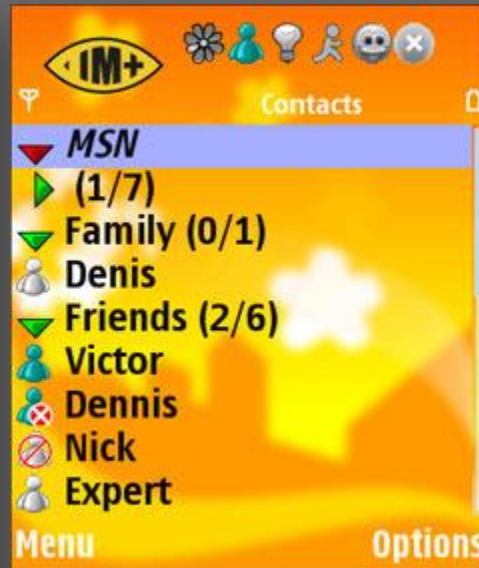 IM+
Contacts
MSN
(1/7)
Family (0/1)
Denis
Friends (2/6)
Victor
Dennis
Nick
Expert
Menu Options